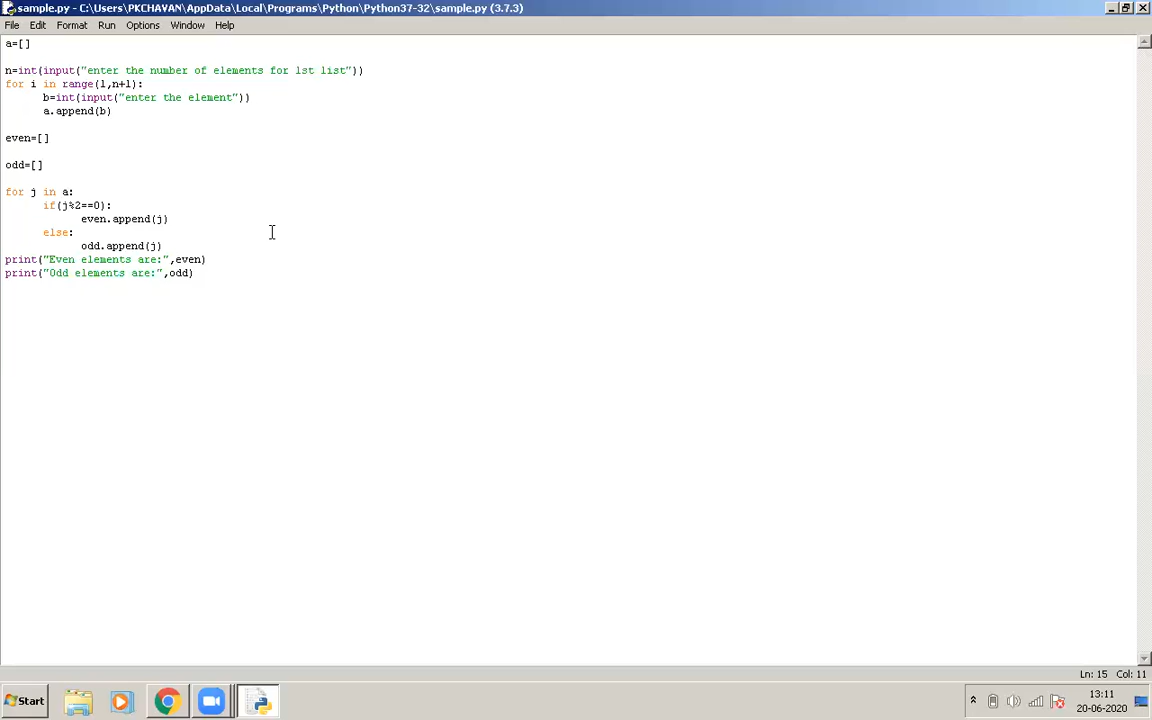 sample.py - C:\Users\PKCHAVAN\AppData\Local\Programs\Python\Python37-32\sample.py (3.7.3)
File Edit Format Run Options Window Help
a=[]
n=int(input("enter the number of elements for 1st list"))
for i in range(1,n+1):
b=int(input("enter the element"))
a.append(b)
even=[]
odd=[]
for j in a:
if(j%2==0):
even.append(j)
else:
odd.append(j)
print("Even elements are:",even)
print("Odd elements are:",odd)
Ln: 15 Col: 11
Start
13:11
20-06-2020